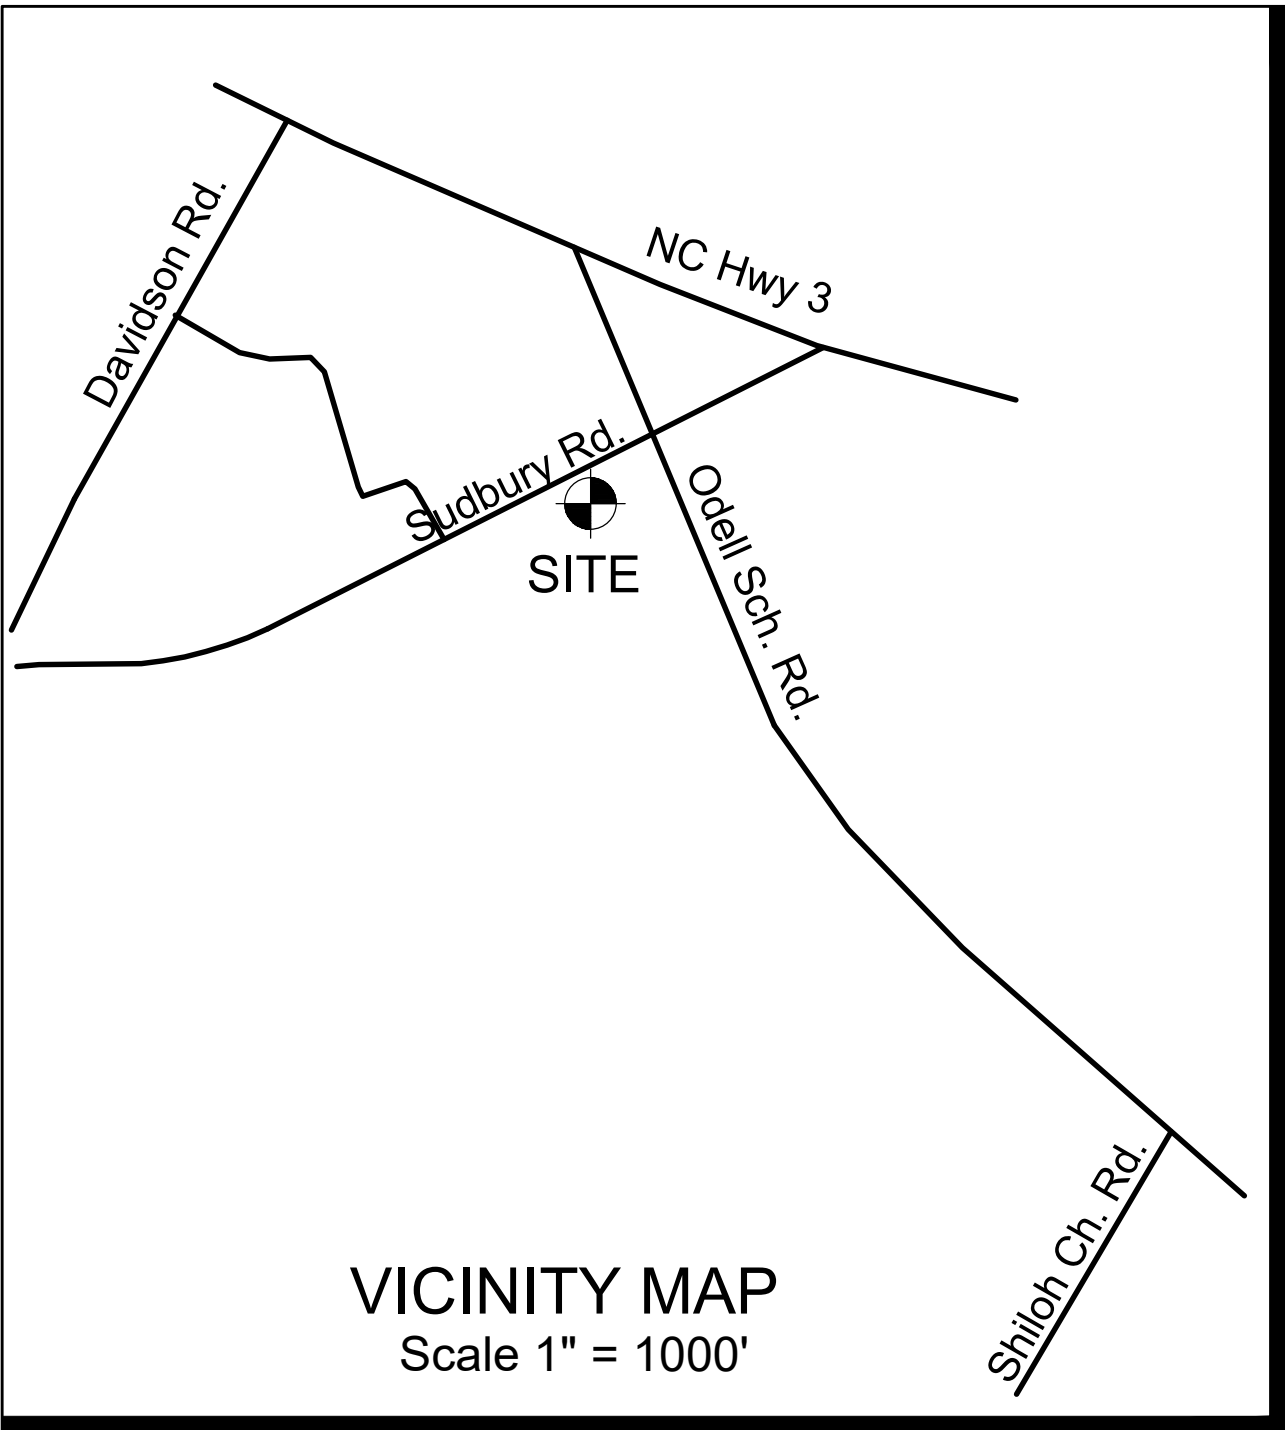 Davidson Rd.
NC Hwy 3
Sudbury Rd.
SITE
Odell Sch. Rd.
Shiloh Ch. Rd.
VICINITY MAP
Scale 1" = 1000'